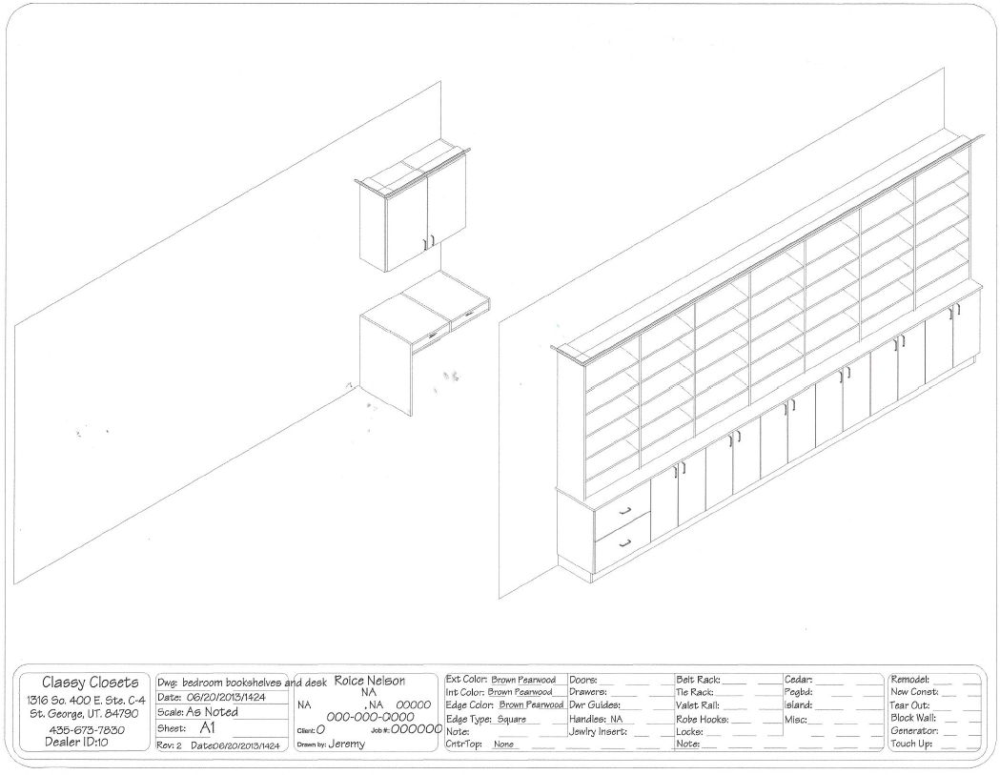 Classy Closets
1316 So. 400 E. Ste. C-4
St. George, UT. 84790
435-673-7830
Dealer ID:10
Dwg: bedroom bookshelves and desk
Date: 06/20/2013/1424
Scale: As Noted
Sheet: A1
Rev: 2 Date:06/20/2013/1424
Roice Nelson
NA
NA , NA 00000
000-000-0000
Client: 0 Job #: 000000
Drawn by: Jeremy
Ext Color: Brown Pearwood
Int Color: Brown Pearwood
Edge Color: Brown Pearwood
Edge Type: Square
Note:
CntrTop: None
Doors:
Drawers:
Dwr Guides:
Handles: NA
Jewlry Insert:
Belt Rack:
Tie Rack:
Valet Rail:
Robe Hooks:
Locks:
Note:
Cedar:
Pegbd:
Island:
Misc:
Remodel:
New Const:
Tear Out:
Block Wall:
Generator:
Touch Up: